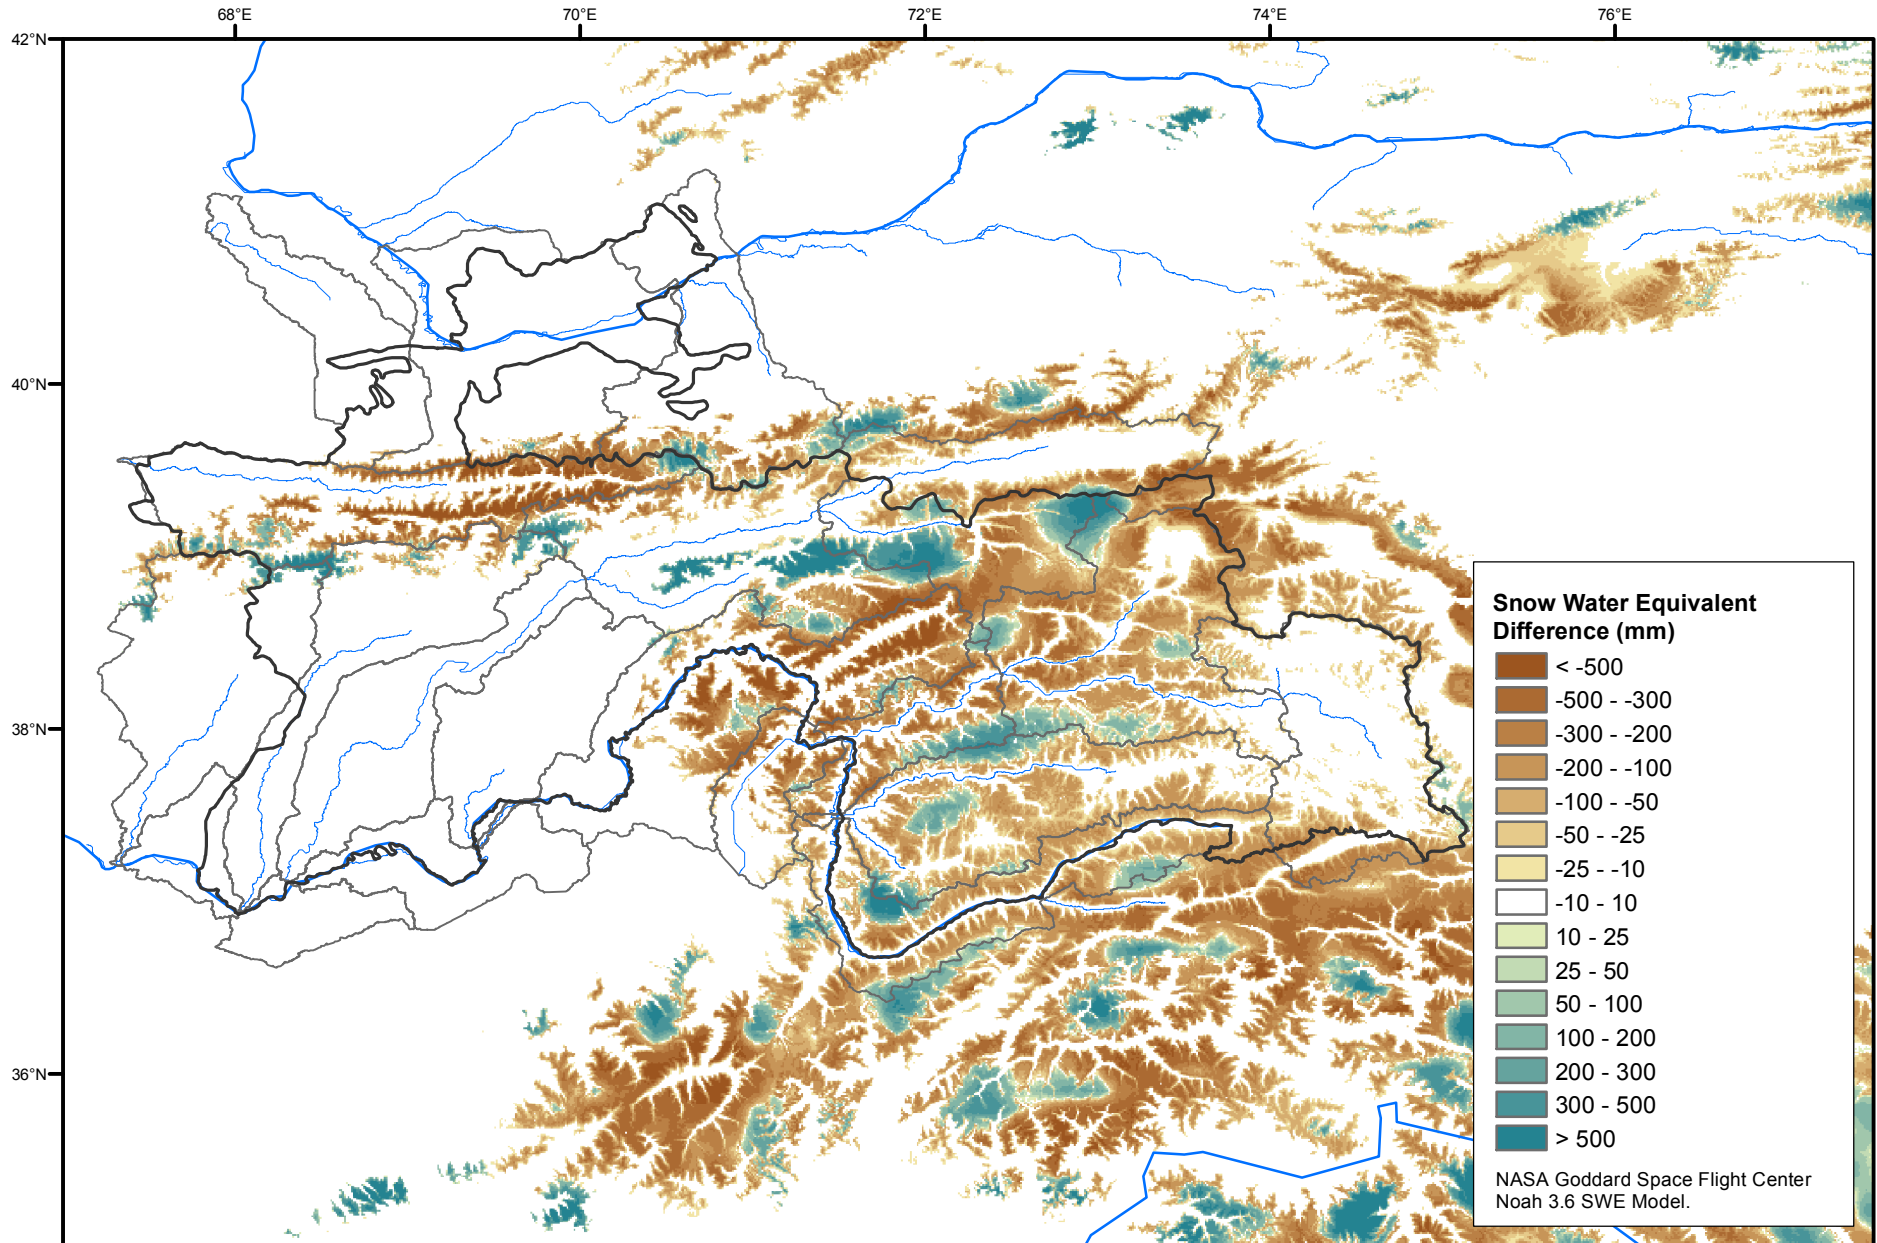 68°E
70°E
72°E
74°E
76°E
42°N
40°N
38°N
36°N
Snow Water Equivalent
Difference (mm)
< -500
-500 - -300
-300 - -200
-200 - -100
-100 - -50
-50 - -25
-25 - -10
-10 - 10
10 - 25
25 - 50
50 - 100
100 - 200
200 - 300
300 - 500
> 500
NASA Goddard Space Flight Center
Noah 3.6 SWE Model.